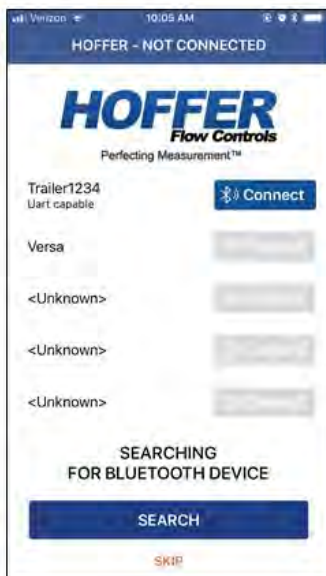 Verizon 10:05 AM
HOFFER - NOT CONNECTED
HOFFER
Flow Controls
Perfecting Measurement™
Trailer1234 Connect
Uart capable
Versa
<Unknown>
<Unknown>
<Unknown>
SEARCHING
FOR BLUETOOTH DEVICE
SEARCH
SKIP